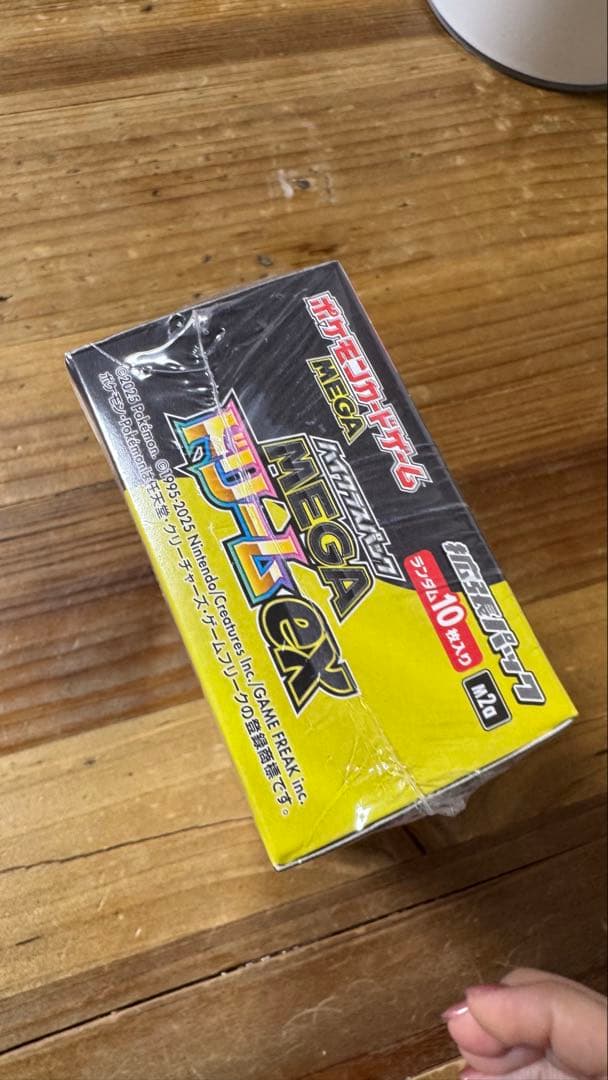 ポケモンカードゲーム
MEGA
拡張パック
ハイクラスパック
MEGA
ドリームex
ランダム10枚入り
M2a
©2025 Pokémon. ©1995-2025 Nintendo/Creatures Inc./GAME FREAK inc.
ポケモン・Pokémonは任天堂・クリーチャーズ・ゲームフリークの登録商標です。